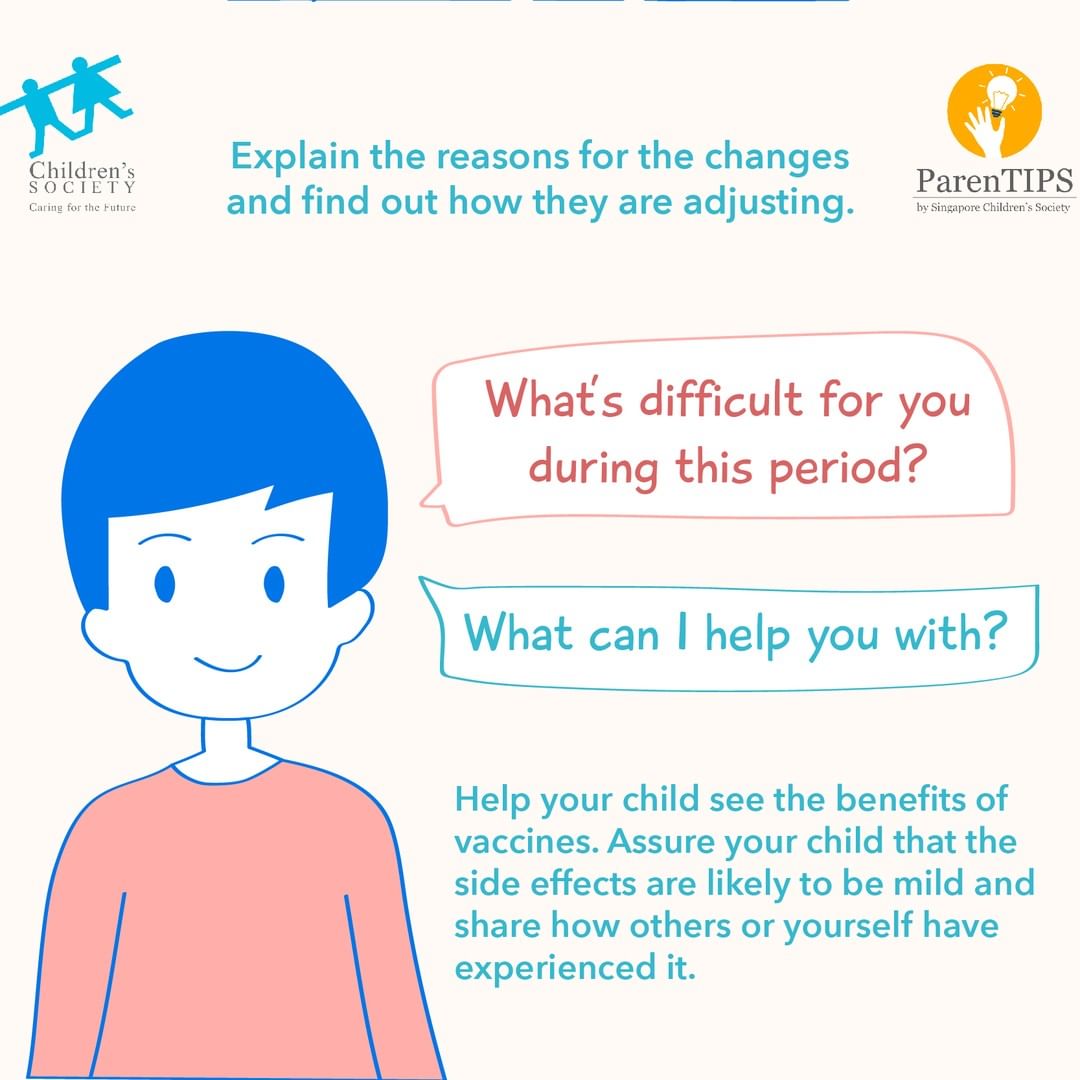 Children's
SOCIETY
Caring for the Future
Explain the reasons for the changes
and find out how they are adjusting.
ParenTIPS
by Singapore Children's Society
What's difficult for you
during this period?
What can I help you with?
Help your child see the benefits of
vaccines. Assure your child that the
side effects are likely to be mild and
share how others or yourself have
experienced it.